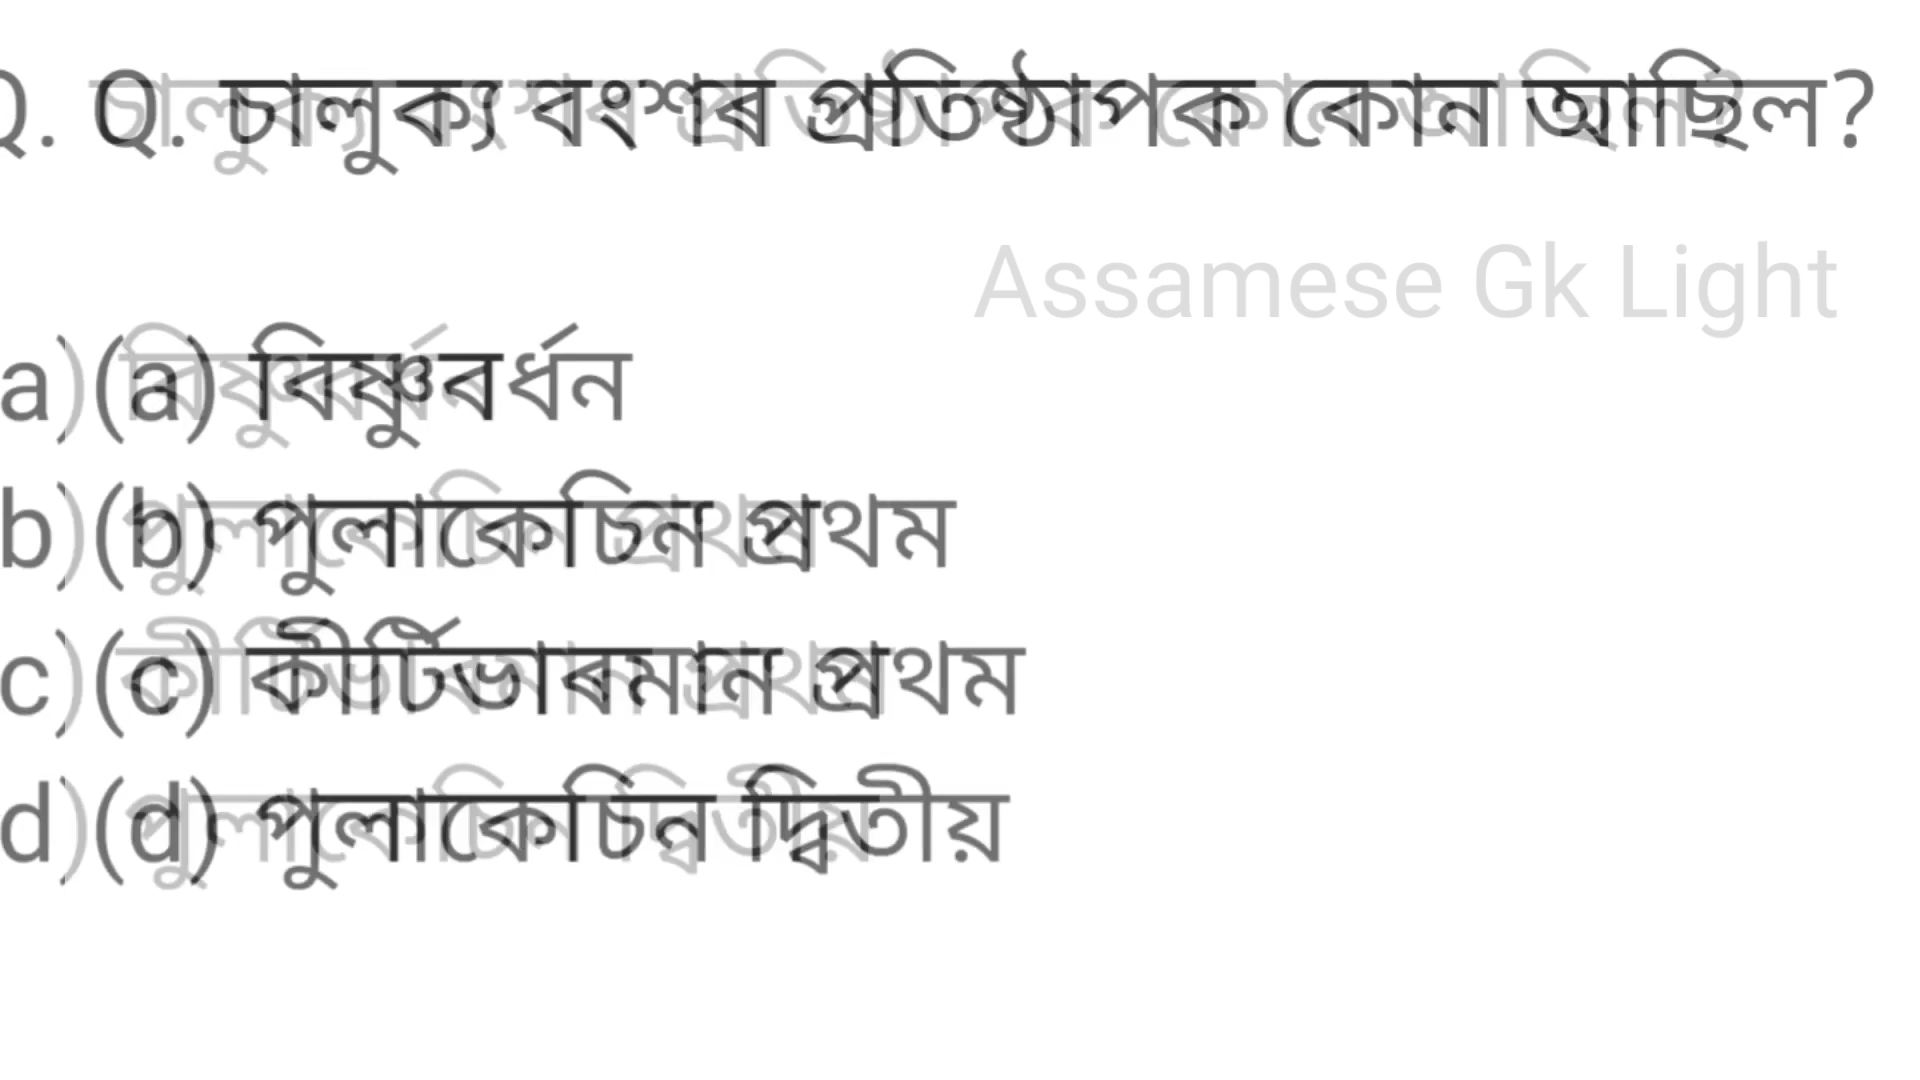 Q. চালুক্য বংশৰ প্ৰতিষ্ঠাপক কোন আছিল?
Assamese Gk Light
(a) বিষ্ণুবৰ্ধন
(b) পুলাকেচিন প্ৰথম
(c) কীৰ্টিভাৰমান প্ৰথম
(d) পুলাকেচিন দ্বিতীয়